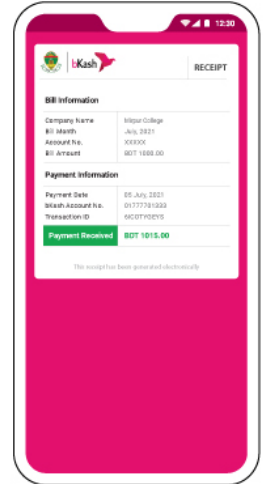 12:30
bKash
RECEIPT
Bill Information
Company Name Mirpur College
Bill Month July, 2021
Account No. XXXXX
Bill Amount BDT 1000.00
Payment Information
Payment Date 05 July, 2021
bKash Account No. 01777781333
Transaction ID
Payment Received BDT 1015.00
This receipt has been generated electronically